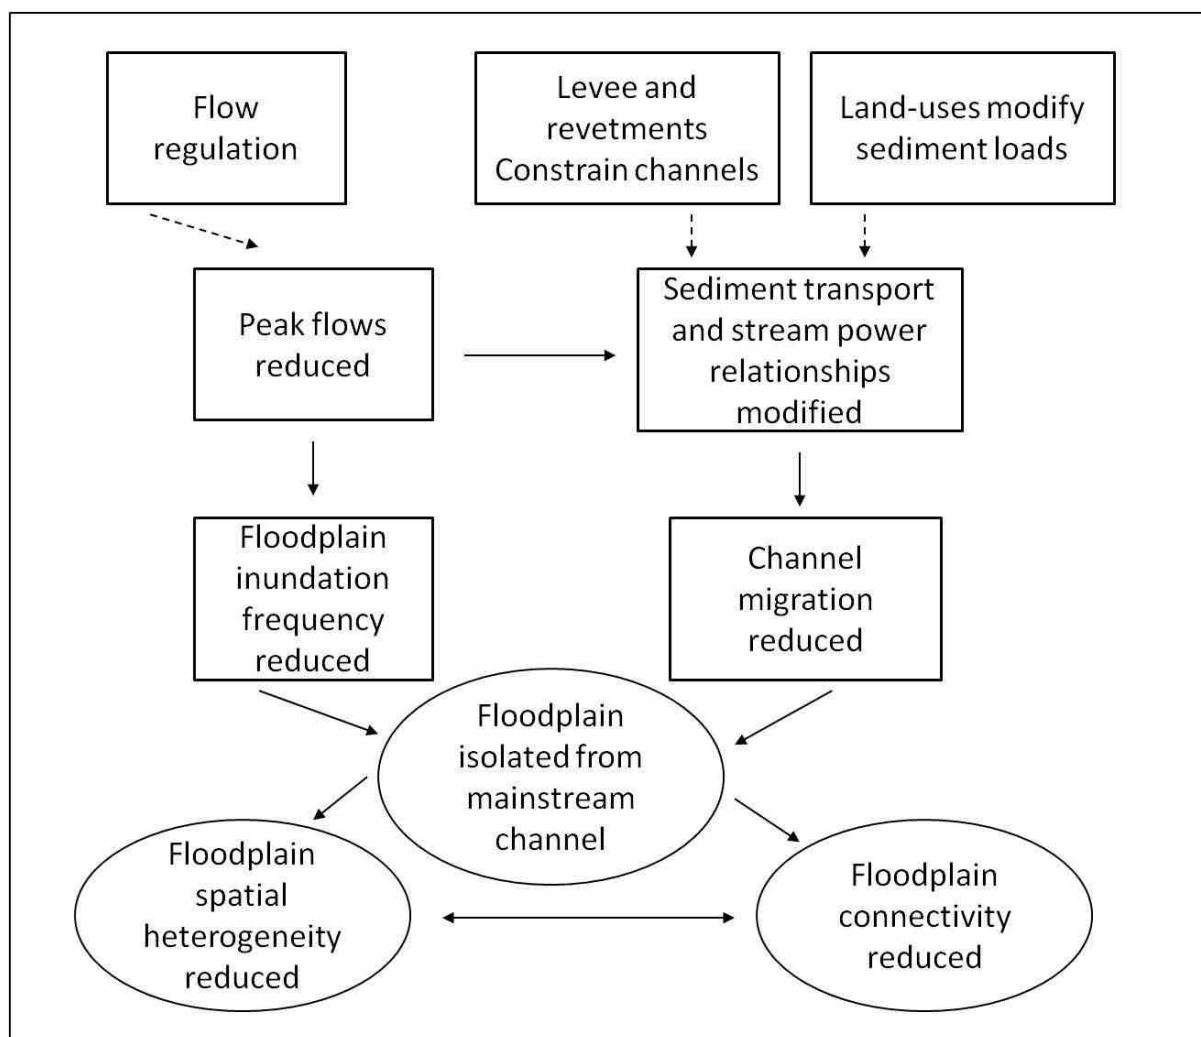 Flow
regulation
Levee and
revetments
Constrain channels
Land-uses modify
sediment loads
Peak flows
reduced
Sediment transport
and stream power
relationships
modified
Floodplain
inundation
frequency
reduced
Channel
migration
reduced
Floodplain
isolated from
mainstream
channel
Floodplain
spatial
heterogeneity
reduced
Floodplain
connectivity
reduced